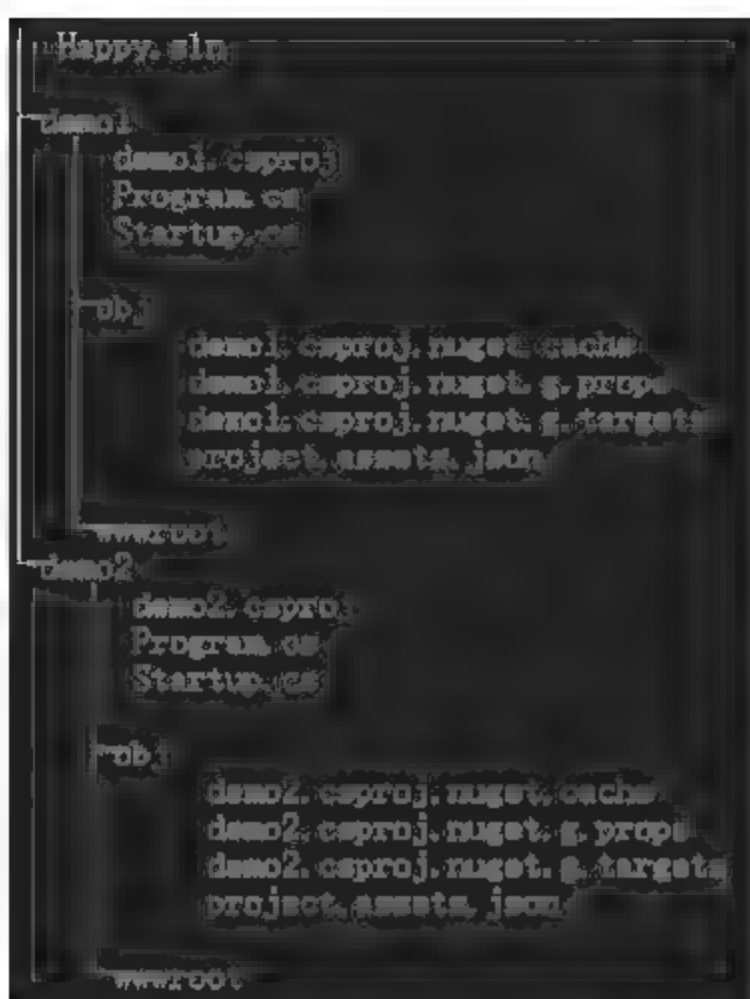 Happy.sln
demo1
demo1.csproj
Program.cs
Startup.cs
obj
demo1.csproj.nuget.cache
demo1.csproj.nuget.g.props
demo1.csproj.nuget.g.targets
project.assets.json
wwwroot
demo2
demo2.csproj
Program.cs
Startup.cs
obj
demo2.csproj.nuget.cache
demo2.csproj.nuget.g.props
demo2.csproj.nuget.g.targets
project.assets.json
wwwroot